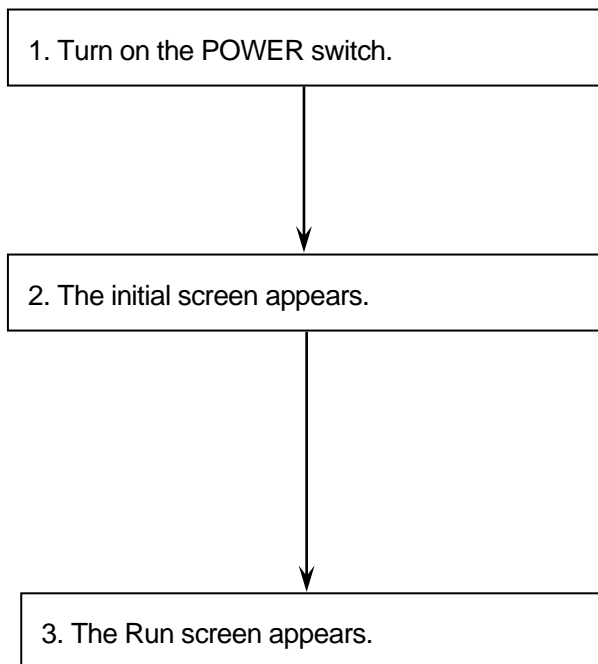 1. Turn on the POWER switch.
2. The initial screen appears.
3. The Run screen appears.